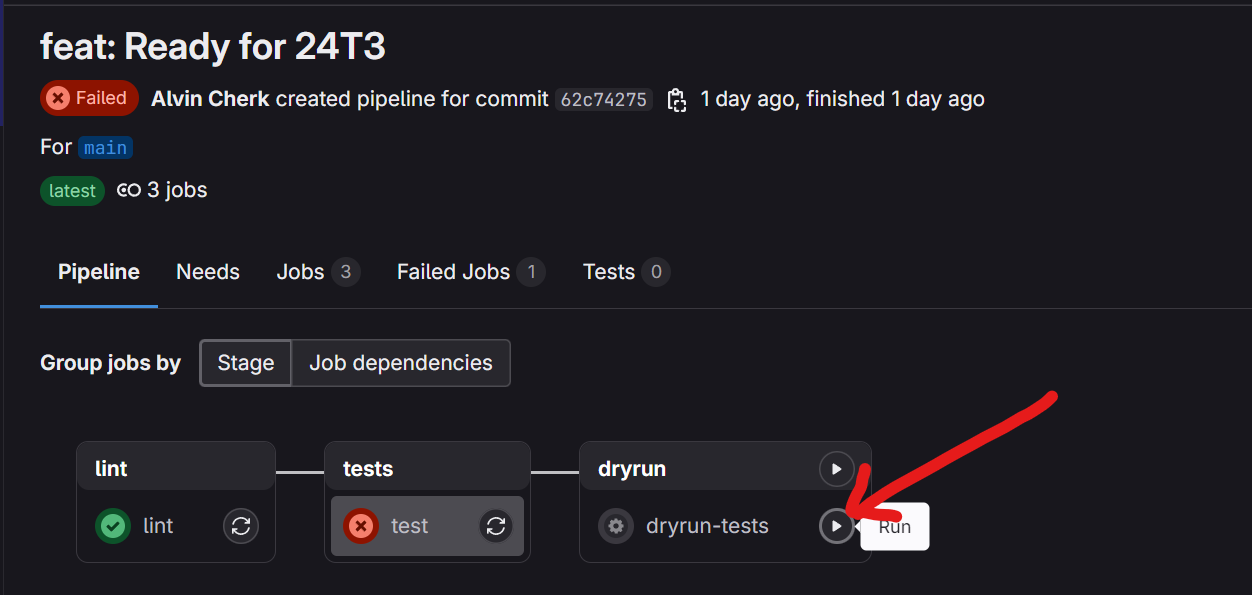 feat: Ready for 24T3
Failed Alvin Cherk created pipeline for commit 62c74275 1 day ago, finished 1 day ago
For main
latest 3 jobs
Pipeline Needs Jobs 3 Failed Jobs 1 Tests 0
Group jobs by Stage Job dependencies
lint tests dryrun
lint test dryrun-tests Run